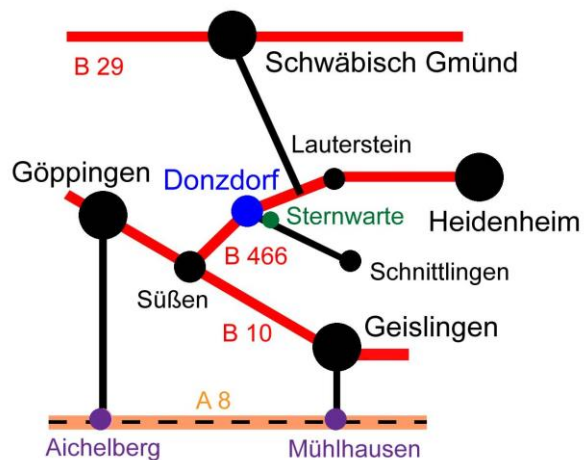 B 29
Schwäbisch Gmünd
Lauterstein
Göppingen
Donzdorf
Sternwarte
Heidenheim
B 466
Schnittlingen
Süßen
B 10
Geislingen
A 8
Aichelberg
Mühlhausen